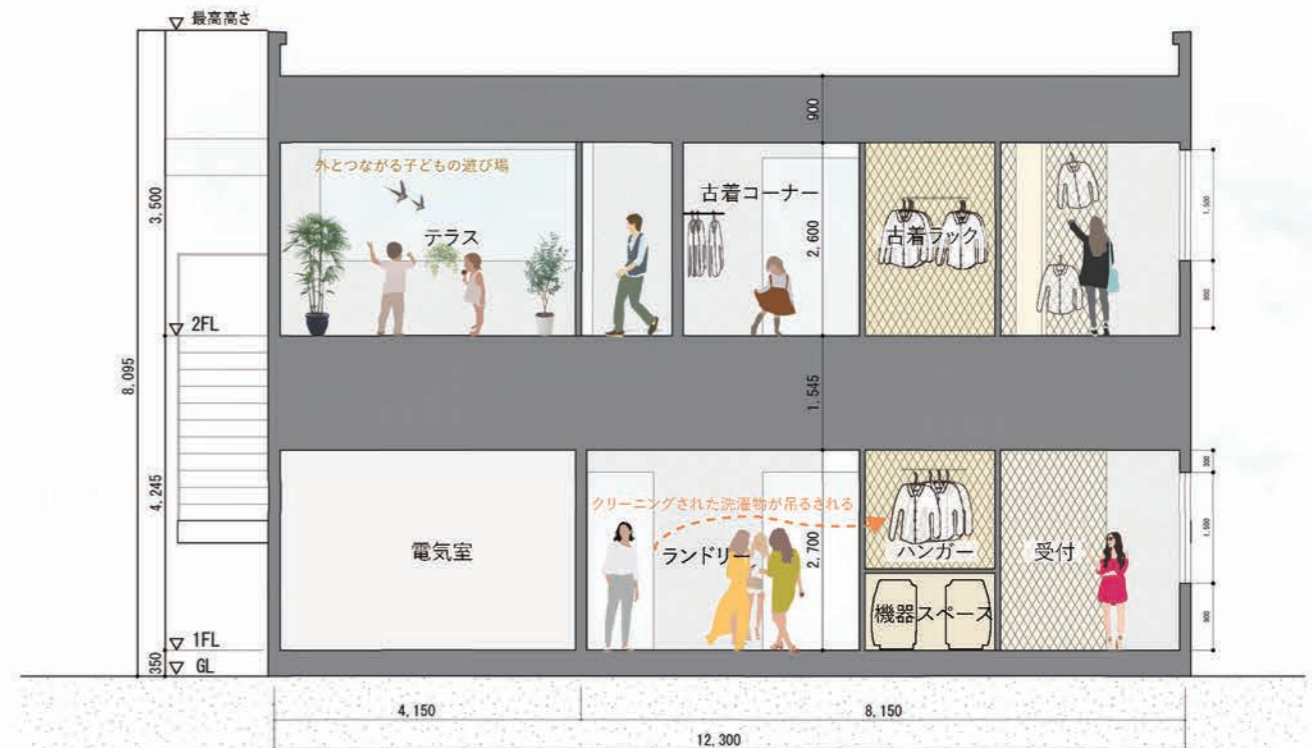 最高高さ
900
外とつながる子どもの遊び場
3,500
1,500
古着コーナー
テラス
2,600
古着ラック
900
2FL
8,095
1,545
4,245
300
クリーニングされた洗濯物が吊るされる
1,500
電気室
ランドリー
2,700
ハンガー
受付
機器スペース
900
1FL
350
GL
4,150
8,150
12,300